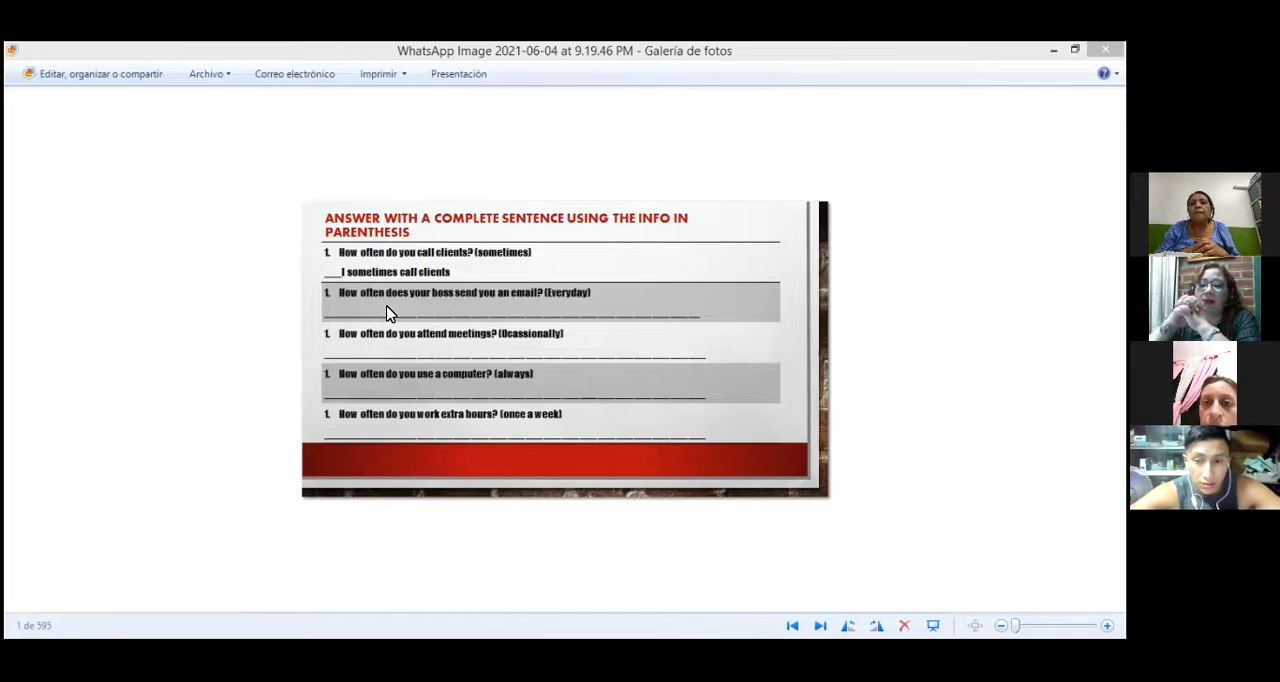 WhatsApp Image 2021-06-04 at 9.19.46 PM - Galería de fotos
Editar, organizar o compartir Archivo Correo electrónico Imprimir Presentación
ANSWER WITH A COMPLETE SENTENCE USING THE INFO IN
PARENTHESIS
1. How often do you call clients? (sometimes)
___I sometimes call clients
1. How often does your boss send you an email? (Everyday)
1. How often do you attend meetings? (Ocassionally)
1. How often do you use a computer? (always)
1. How often do you work extra hours? (once a week)
1 de 595